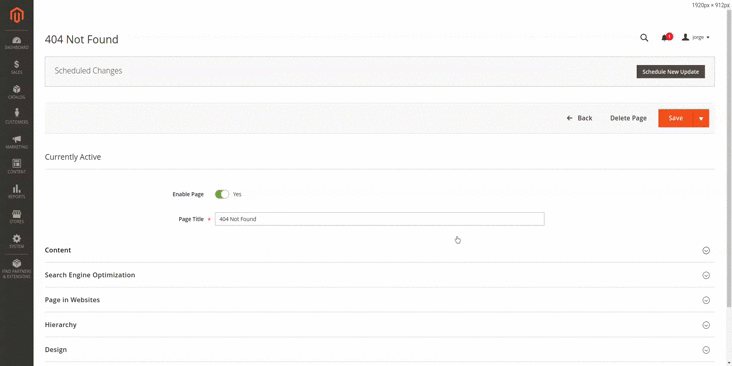 1920px × 912px
404 Not Found
1
jorge
Scheduled Changes
Schedule New Update
Back
Delete Page
Save
Currently Active
Enable Page
Yes
Page Title *
404 Not Found
Content
Search Engine Optimization
Page in Websites
Hierarchy
Design
DASHBOARD
$
SALES
CATALOG
CUSTOMERS
MARKETING
CONTENT
REPORTS
STORES
SYSTEM
FIND PARTNERS
& EXTENSIONS